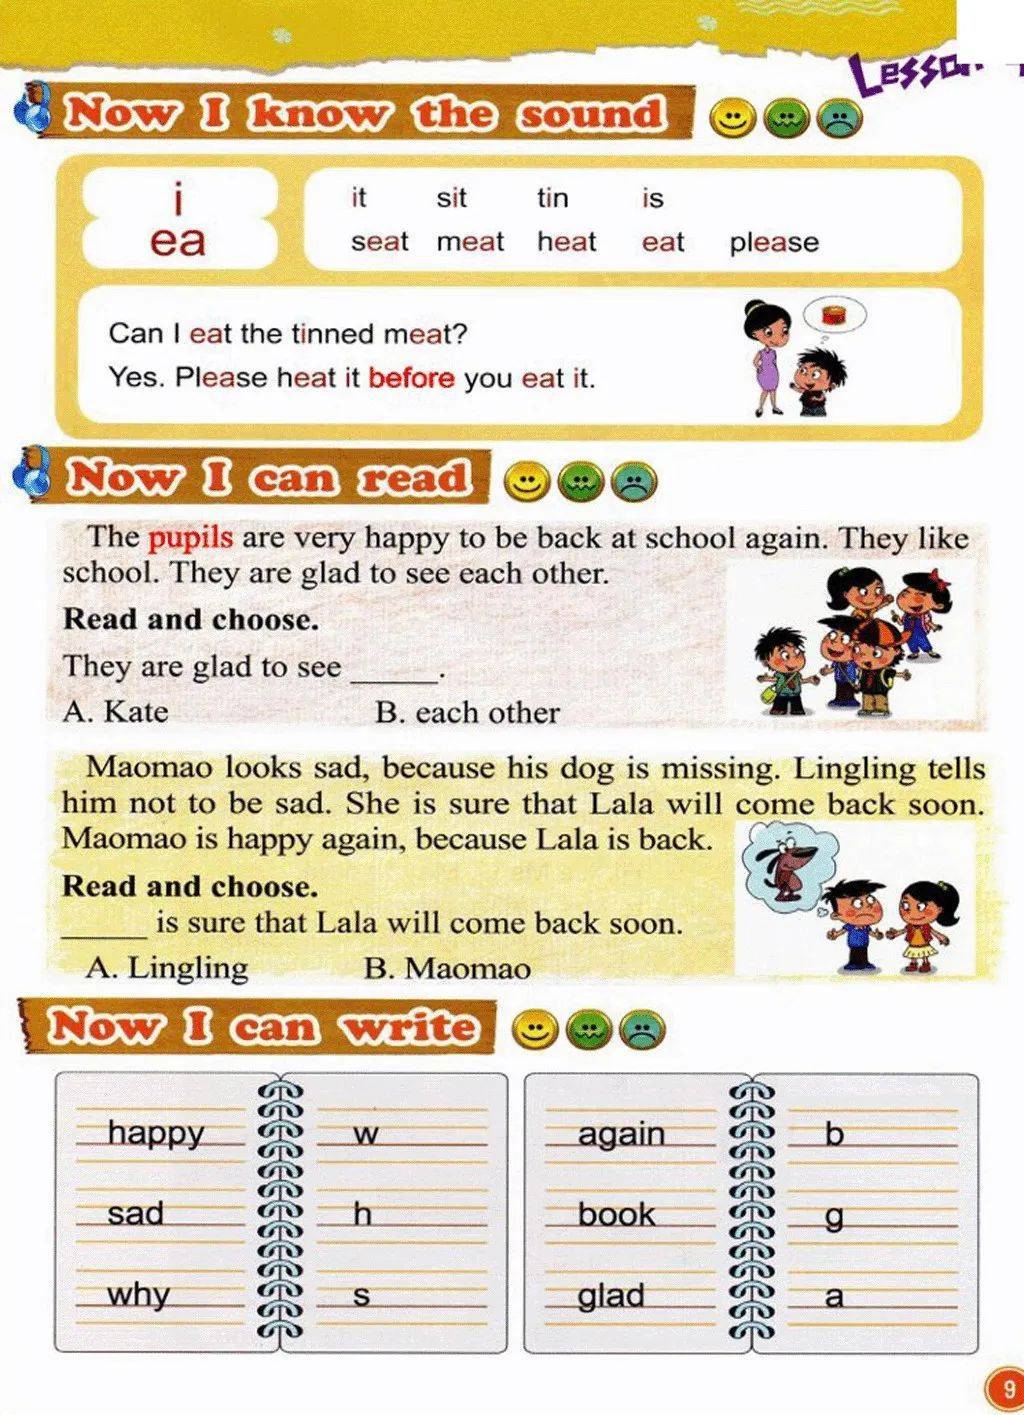 Lesson
Now I know the sound
i
ea
it sit tin is
seat meat heat eat please
Can I eat the tinned meat?
Yes. Please heat it before you eat it.
Now I can read
The pupils are very happy to be back at school again. They like
school. They are glad to see each other.
Read and choose.
They are glad to see ______.
A. Kate B. each other
Maomao looks sad, because his dog is missing. Lingling tells
him not to be sad. She is sure that Lala will come back soon.
Maomao is happy again, because Lala is back.
Read and choose.
______ is sure that Lala will come back soon.
A. Lingling B. Maomao
Now I can write
happy w again b
sad h book g
why s glad a
9